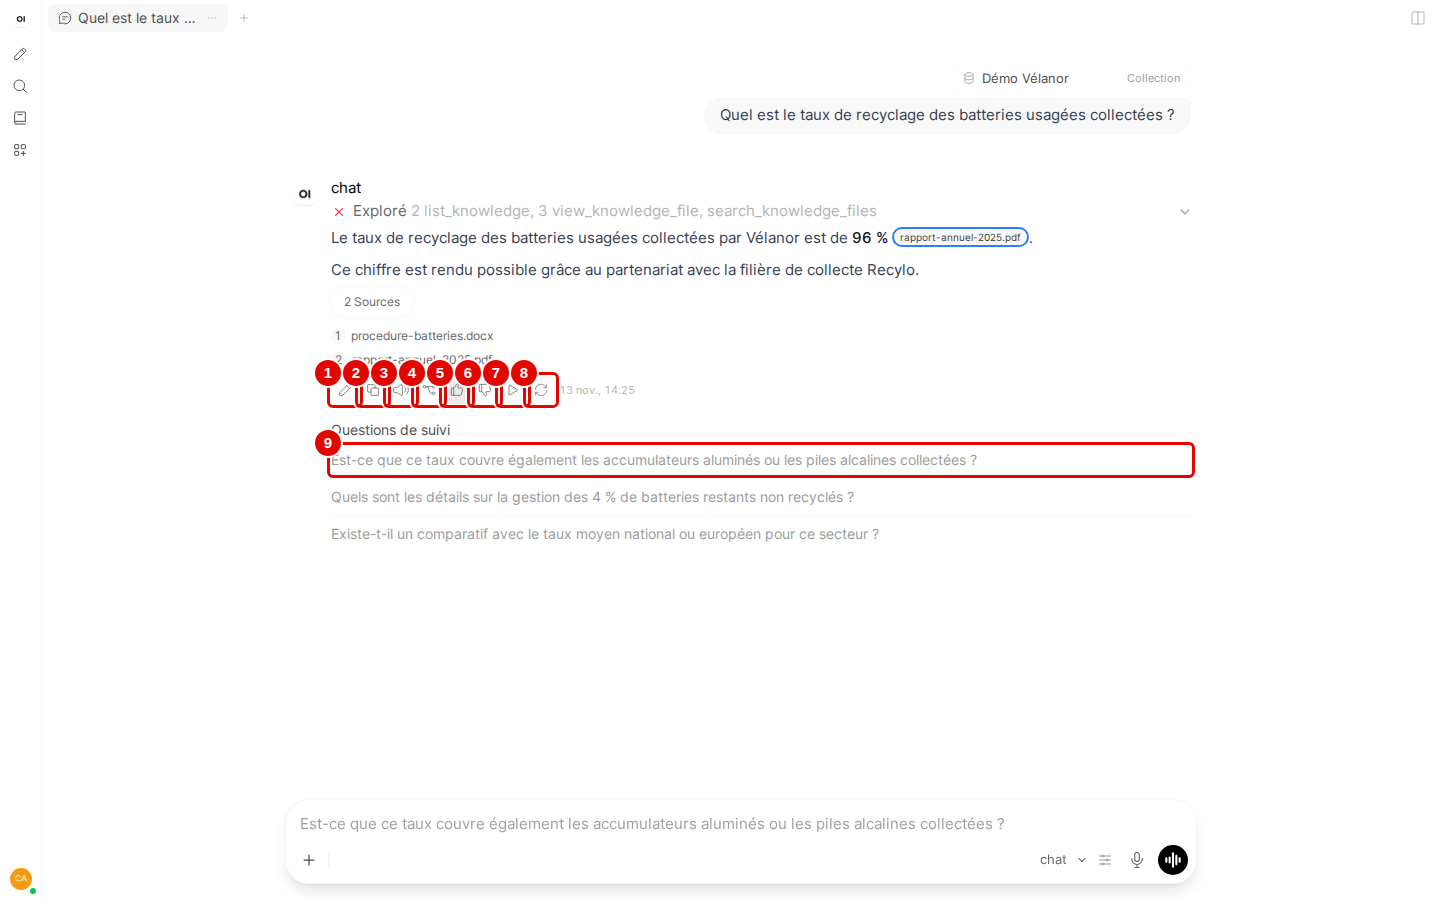 OI
Quel est le taux ...
Démo Vélanor
Collection
Quel est le taux de recyclage des batteries usagées collectées ?
OI
chat
Exploré 2 list_knowledge, 3 view_knowledge_file, search_knowledge_files
Le taux de recyclage des batteries usagées collectées par Vélanor est de 96 % rapport-annuel-2025.pdf.
Ce chiffre est rendu possible grâce au partenariat avec la filière de collecte Recylo.
2 Sources
1 procedure-batteries.docx
2 rapport-annuel-2025.pdf
1 2 3 4 5 6 7 8
13 nov., 14:25
Questions de suivi
9
Est-ce que ce taux couvre également les accumulateurs aluminés ou les piles alcalines collectées ?
Quels sont les détails sur la gestion des 4 % de batteries restants non recyclés ?
Existe-t-il un comparatif avec le taux moyen national ou européen pour ce secteur ?
Est-ce que ce taux couvre également les accumulateurs aluminés ou les piles alcalines collectées ?
chat
CA